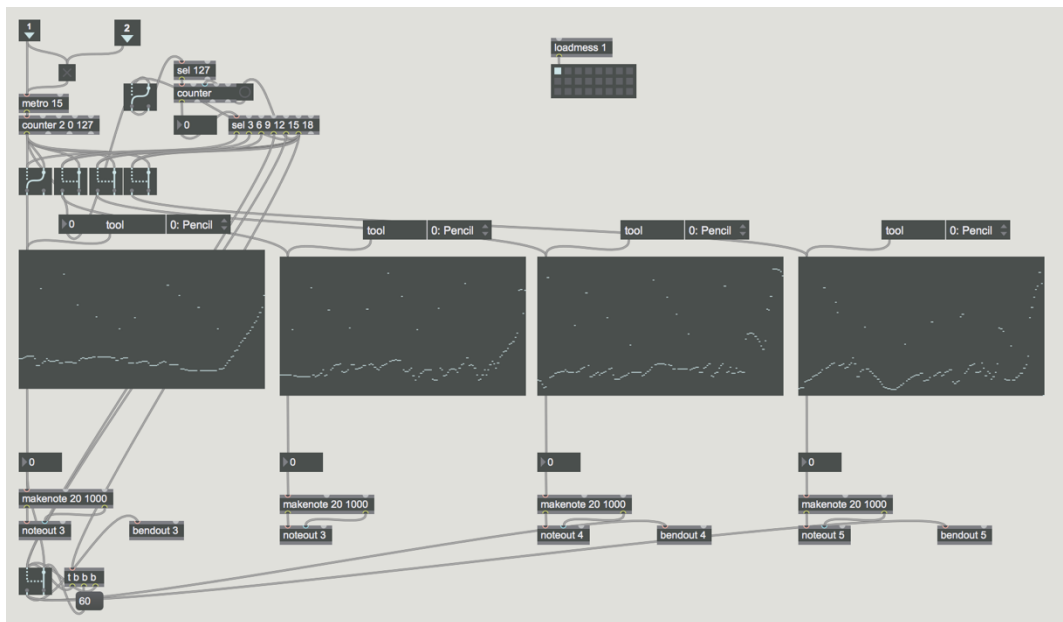 1
2
loadmess 1
sel 127
counter
metro 15
0
counter 2 0 127
sel 3 6 9 12 15 18
0 tool 0: Pencil
tool 0: Pencil
tool 0: Pencil
tool 0: Pencil
0
0
0
0
makenote 20 1000
makenote 20 1000
makenote 20 1000
makenote 20 1000
noteout 3
bendout 3
noteout 3
noteout 4
bendout 4
noteout 5
bendout 5
t b b b
60